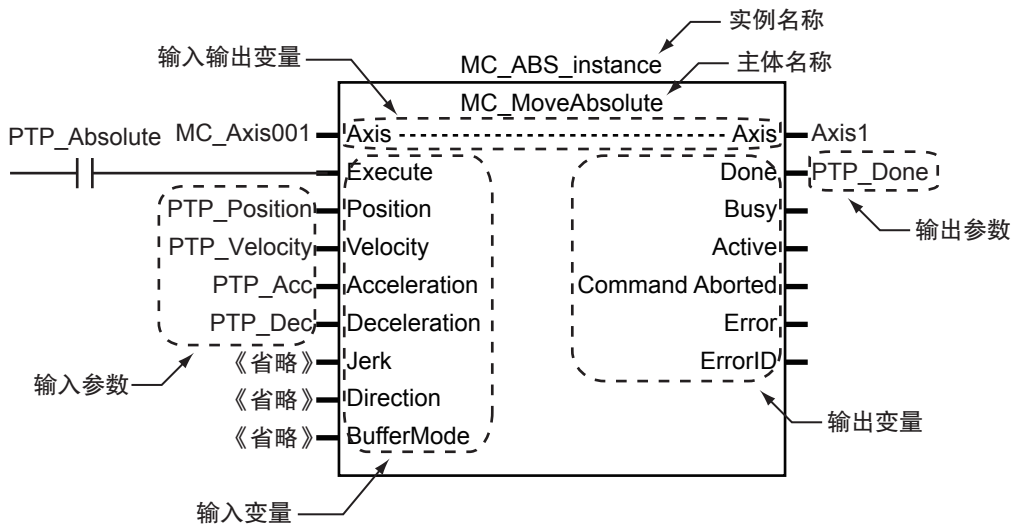 实例名称
输入输出变量
MC_ABS_instance
主体名称
MC_MoveAbsolute
PTP_Absolute MC_Axis001 Axis Axis Axis1
Execute Done PTP_Done
PTP_Position Position Busy
输出参数
PTP_Velocity Velocity Active
PTP_Acc Acceleration Command Aborted
PTP_Dec Deceleration Error
《省略》 Jerk ErrorID
输入参数
《省略》 Direction
输出变量
《省略》 BufferMode
输入变量